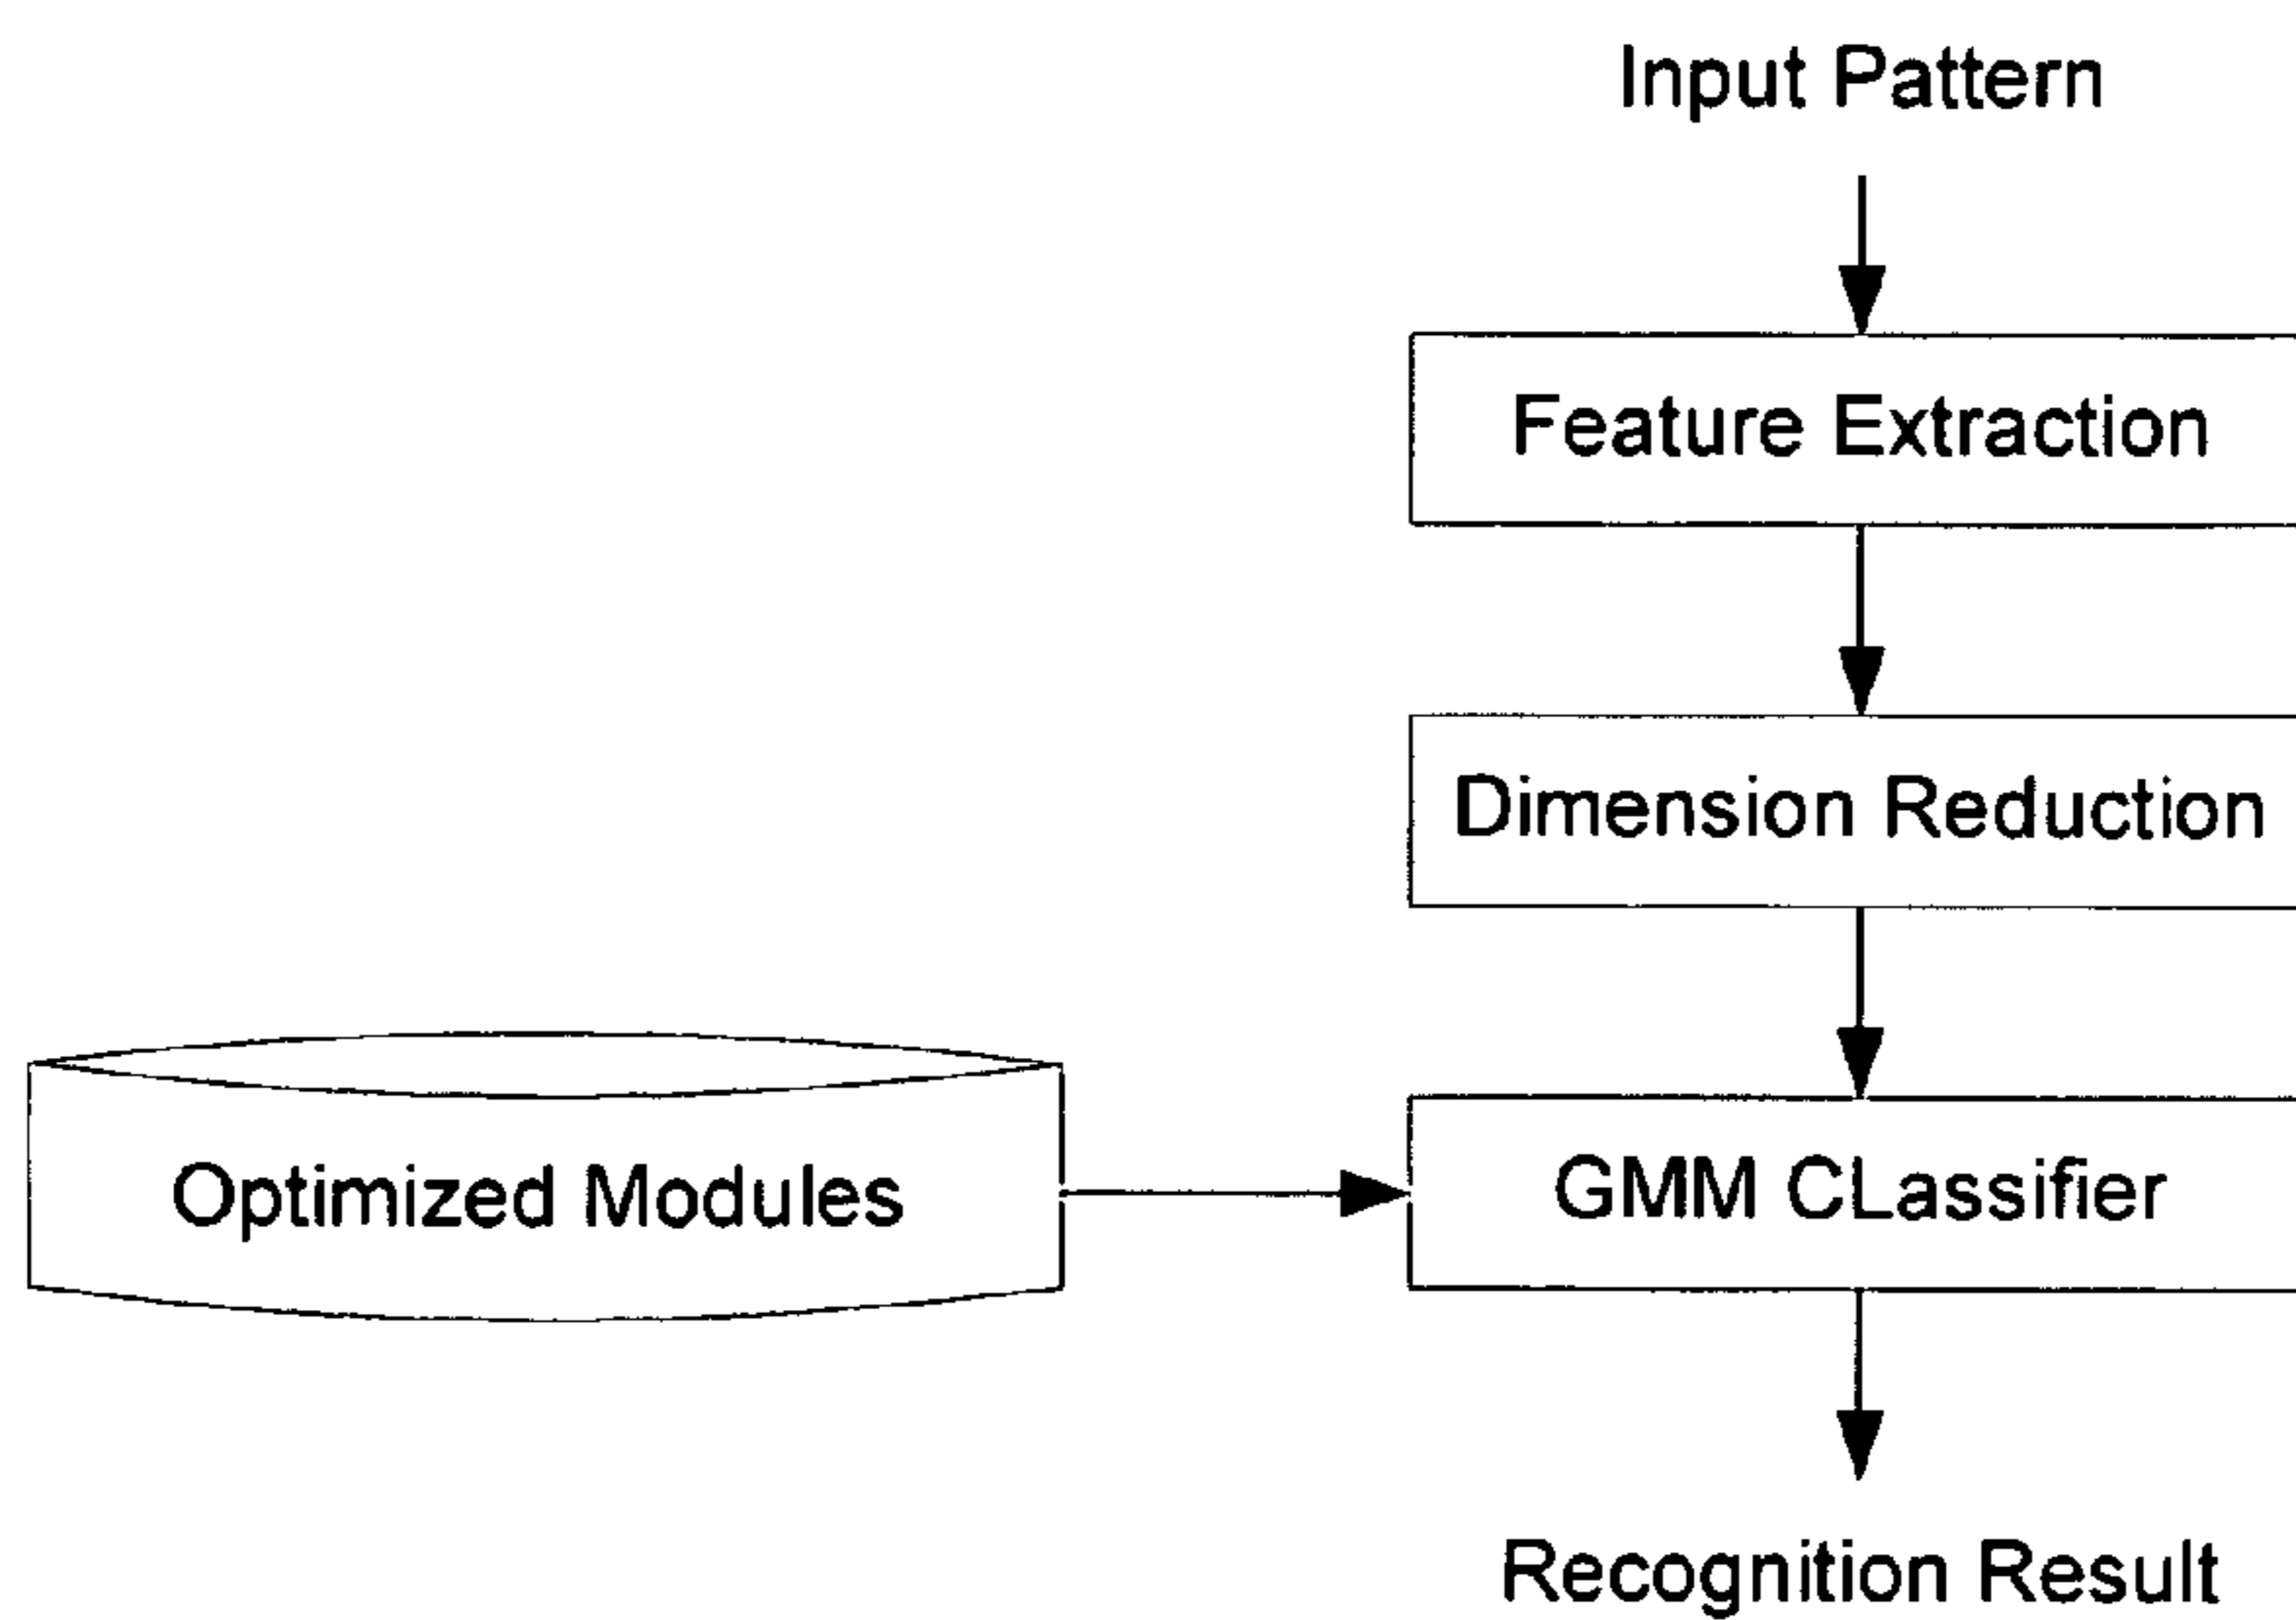 Input Pattern
Feature Extraction
Dimension Reduction
Optimized Modules
GMM CLassifier
Recognition Result